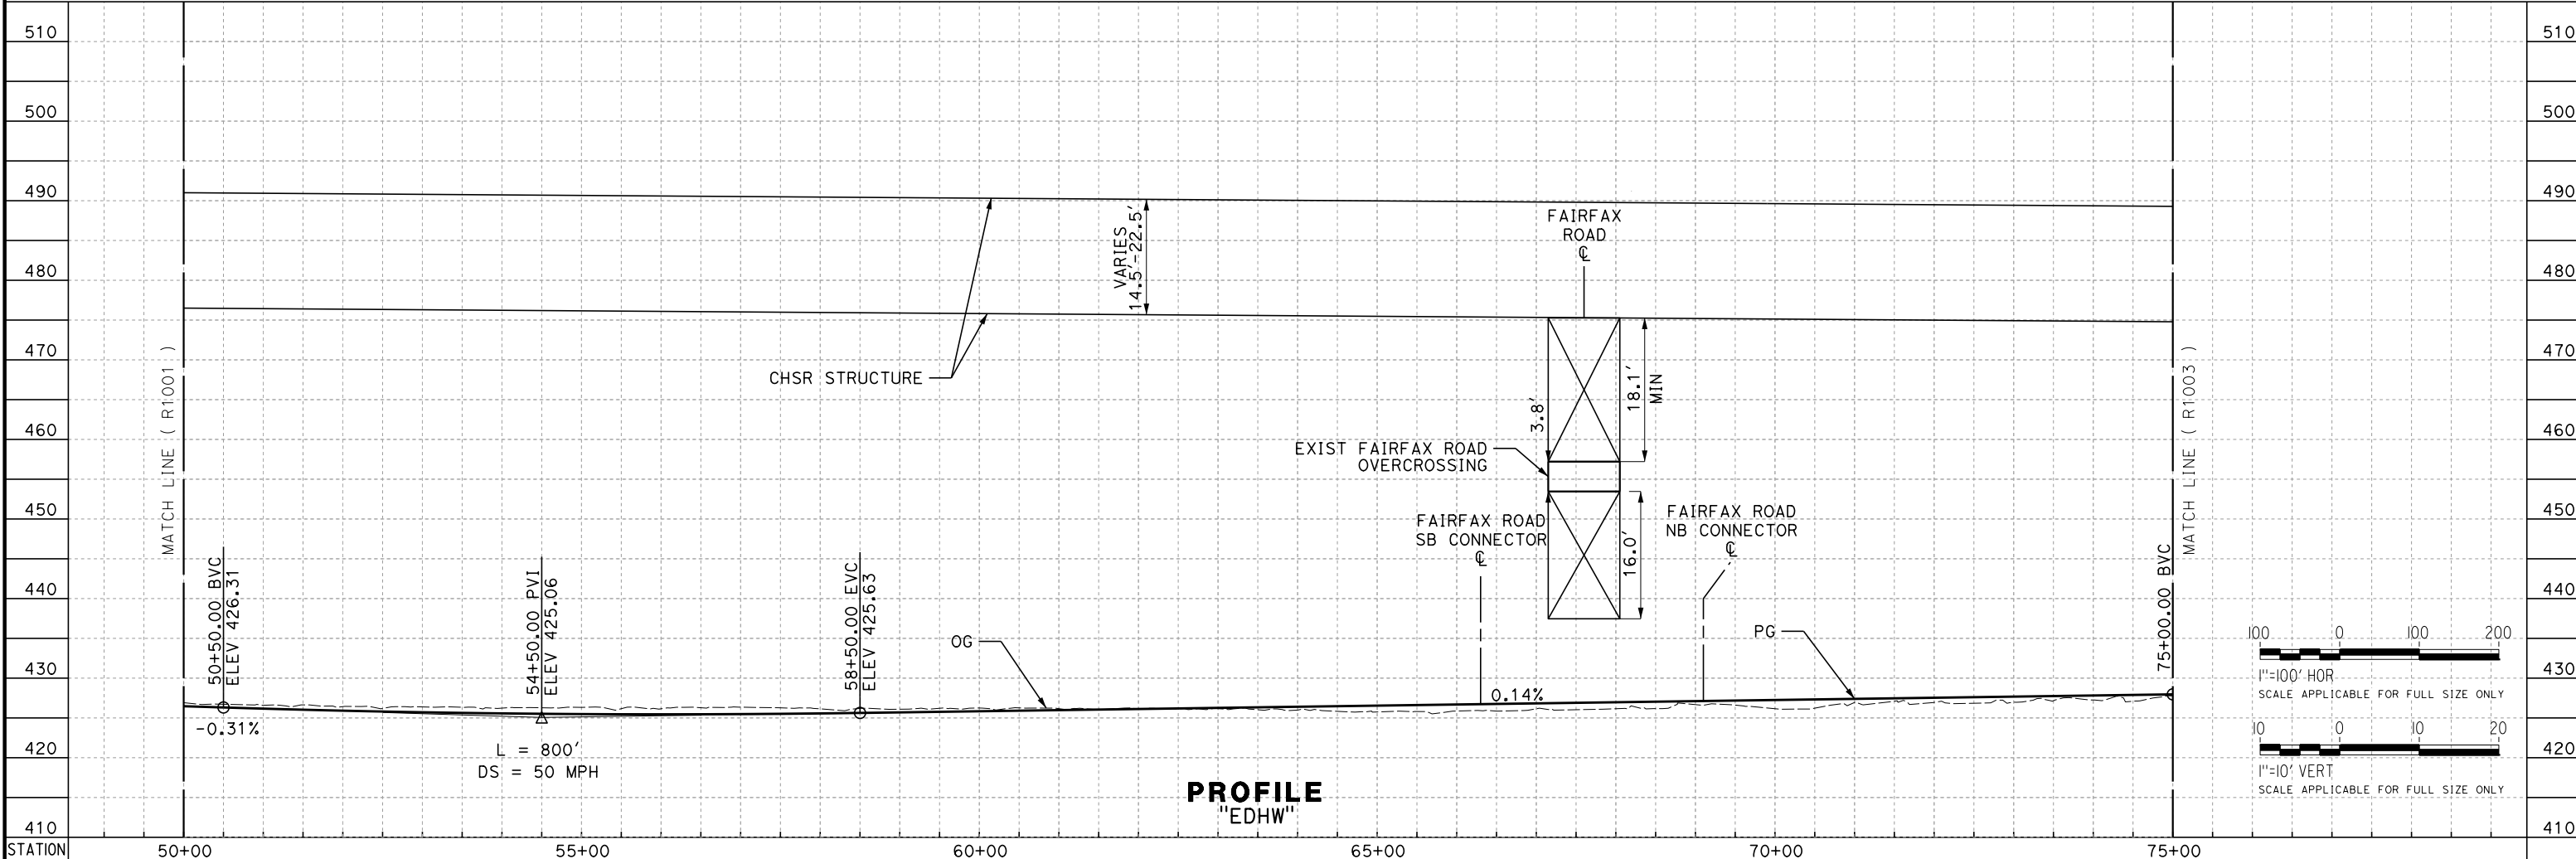 510
500
490
480
470
460
450
440
430
420
410
STATION
MATCH LINE ( R1001 )
50+50.00 BVC
ELEV 426.31
-0.31%
54+50.00 PVI
ELEV 425.06
L = 800'
DS = 50 MPH
58+50.00 EVC
ELEV 425.63
CHSR STRUCTURE
OG
VARIES
14.5'-22.5'
FAIRFAX
ROAD
℄
3.8'
18.1'
MIN
EXIST FAIRFAX ROAD
OVERCROSSING
FAIRFAX ROAD
SB CONNECTOR
℄
16.0'
FAIRFAX ROAD
NB CONNECTOR
℄
0.14%
PG
75+00.00 BVC
MATCH LINE ( R1003 )
100 0 100 200
1"=100' HOR
SCALE APPLICABLE FOR FULL SIZE ONLY
10 0 10 20
1"=10' VERT
SCALE APPLICABLE FOR FULL SIZE ONLY
510
500
490
480
470
460
450
440
430
420
410
PROFILE
"EDHW"
50+00 55+00 60+00 65+00 70+00 75+00